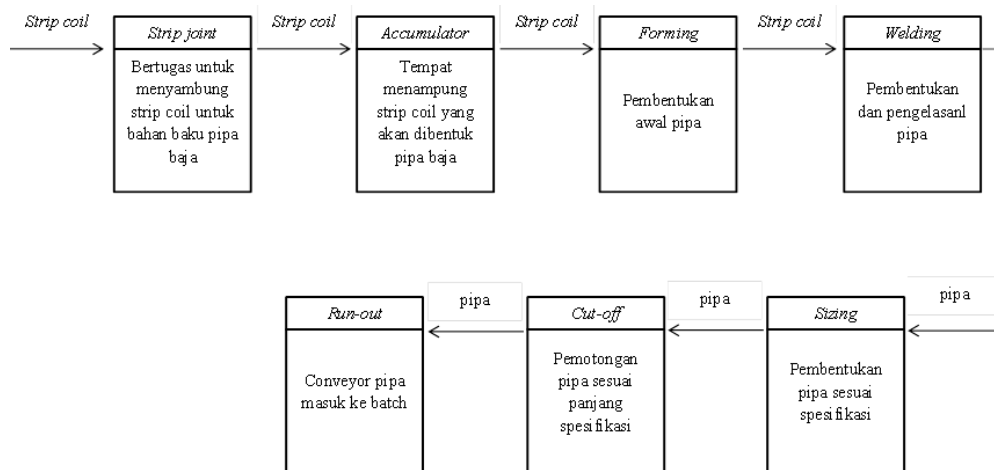 Strip coil
Strip joint
Bertugas untuk
menyambung
strip coil untuk
bahan baku pipa
baja
Strip coil
Accumulator
Tempat
menampung
strip coil yang
akan dibentuk
pipa baja
Strip coil
Forming
Pembentukan
awal pipa
Strip coil
Welding
Pembentukan
dan pengelasanl
pipa
pipa
Sizing
Pembentukan
pipa sesuai
spesifikasi
pipa
Cut-off
Pemotongan
pipa sesuai
panjang
spesifikasi
pipa
Run-out
Conveyor pipa
masuk ke batch